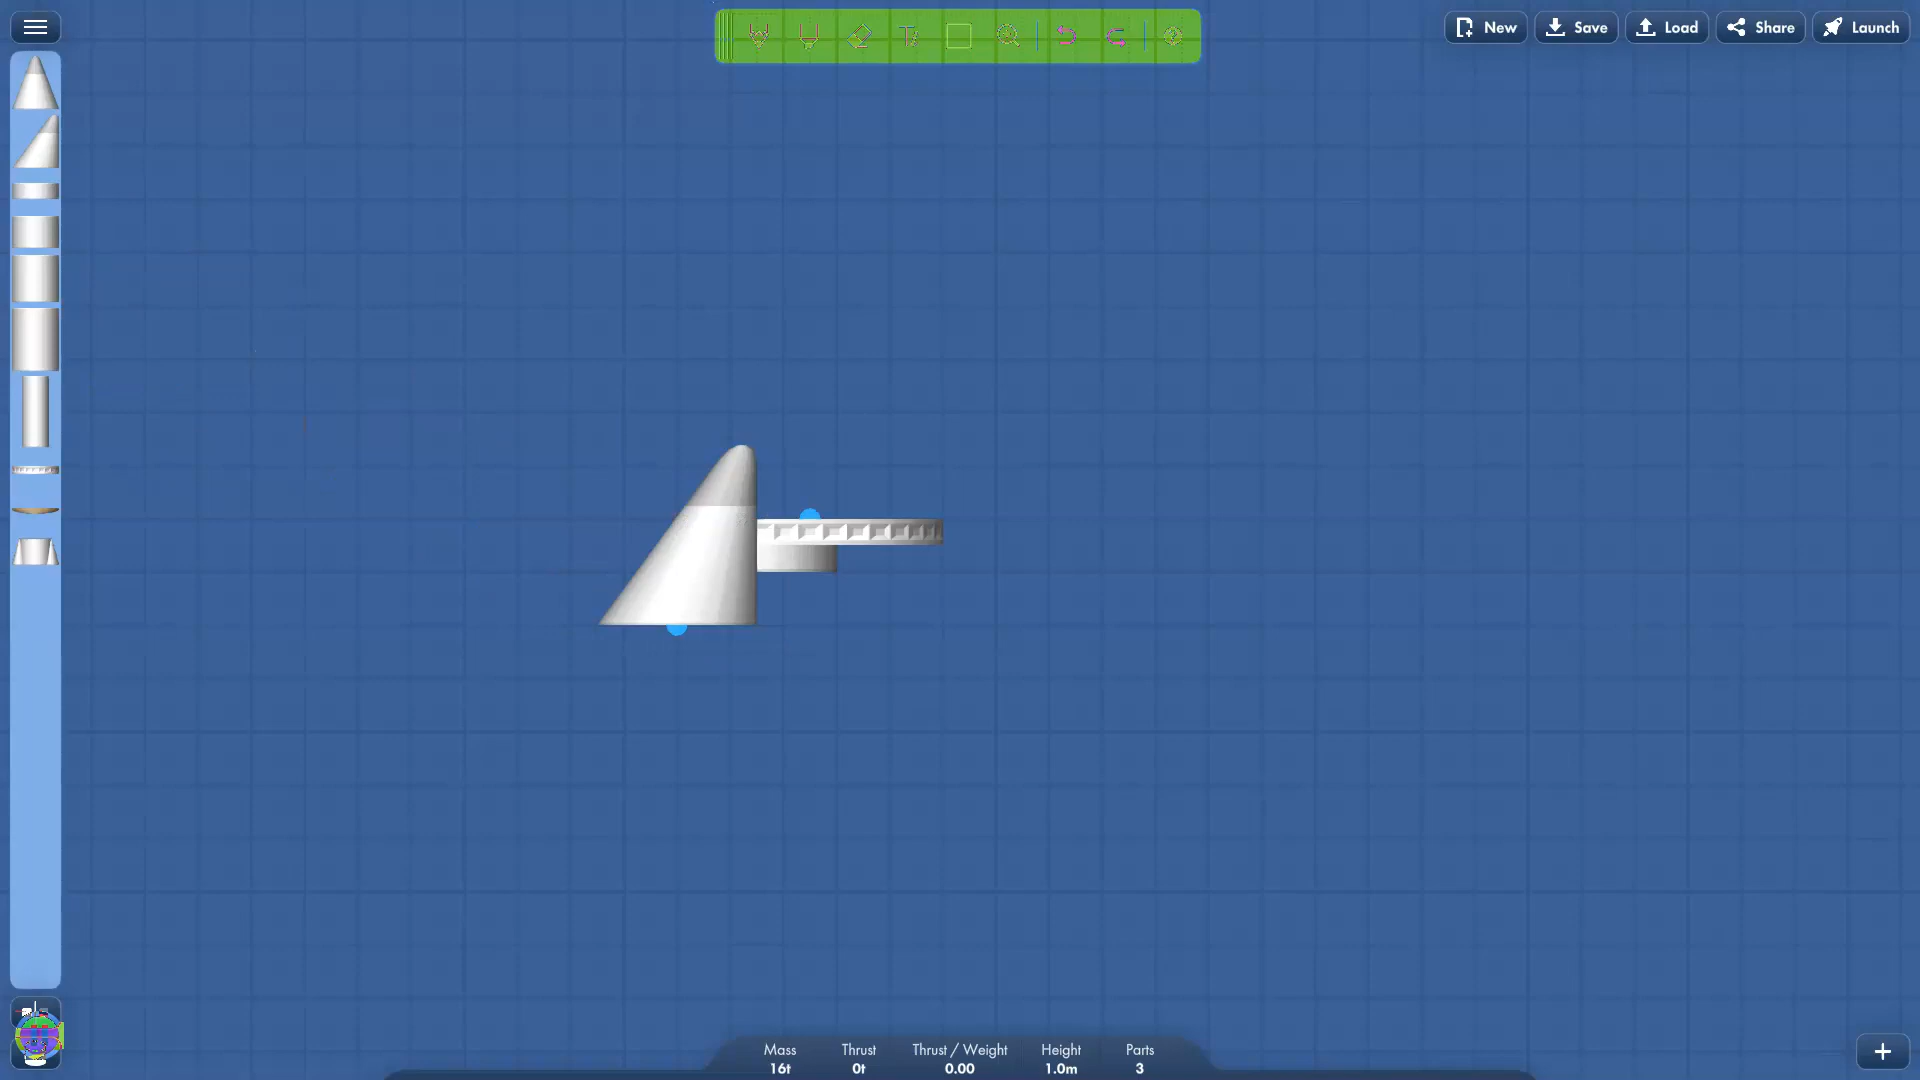 New
Save
Load
Share
Launch
Mass
Thrust
Thrust / Weight
Height
Parts
16t
0t
0.00
1.0m
3